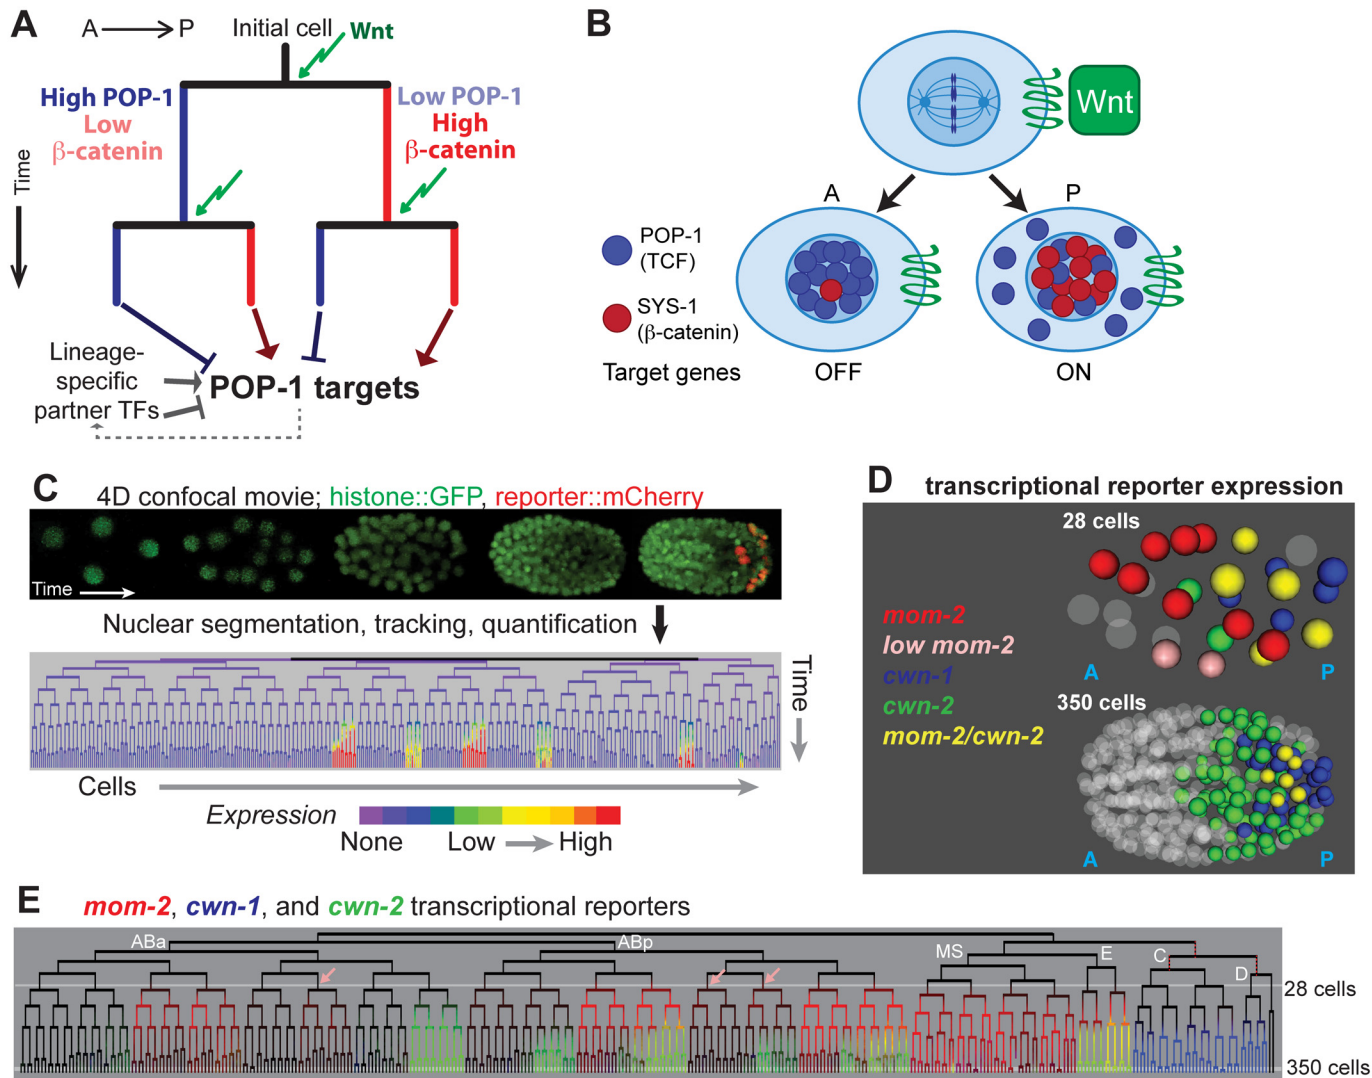 A
A
P
Initial cell
Wnt
High POP-1
Low
β-catenin
Low POP-1
High
β-catenin
Time
Lineage-
specific
partner TFs
POP-1 targets
B
Wnt
A
P
POP-1
(TCF)
SYS-1
(β-catenin)
Target genes
OFF
ON
C
4D confocal movie; histone::GFP, reporter::mCherry
Time
Nuclear segmentation, tracking, quantification
Time
Cells
Expression
None
Low
High
D
transcriptional reporter expression
28 cells
mom-2
low mom-2
cwn-1
cwn-2
mom-2/cwn-2
A
P
350 cells
A
P
E
mom-2, cwn-1, and cwn-2 transcriptional reporters
ABa
ABp
MS
E
C
D
28 cells
350 cells